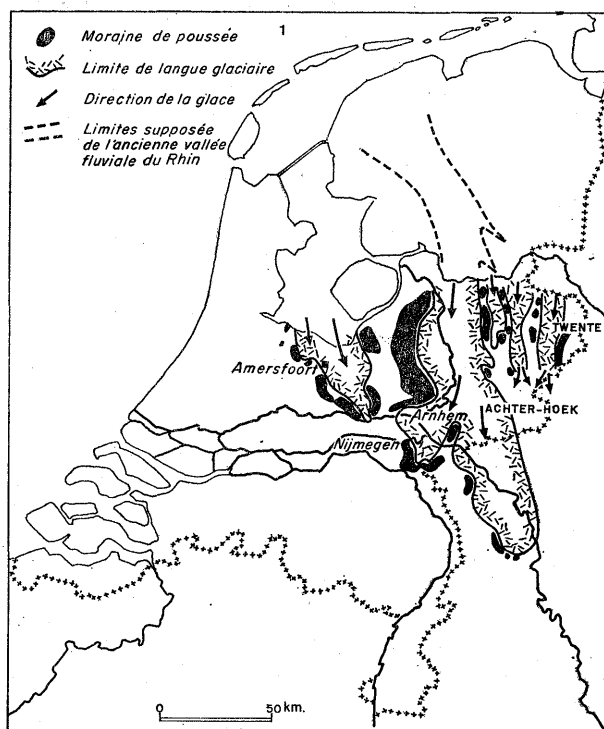 1
Moraine de poussée
Limite de langue glaciaire
Direction de la glace
Limites supposée
de l'ancienne vallée
fluviale du Rhin
TWENTE
Amersfoort
ACHTER-HOEK
Arnhem
Nijmegen
0 50 km.